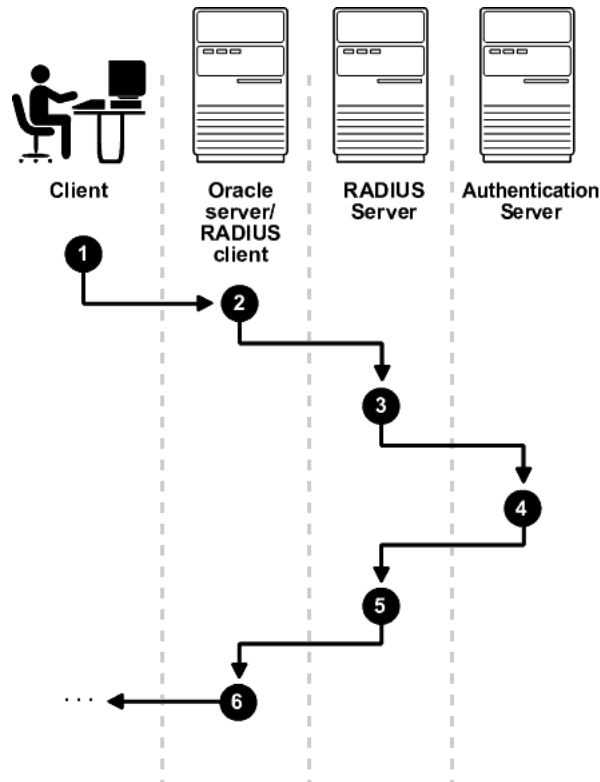 Client
Oracle
server/
RADIUS
client
RADIUS
Server
Authentication
Server
1
2
3
4
5
6
...